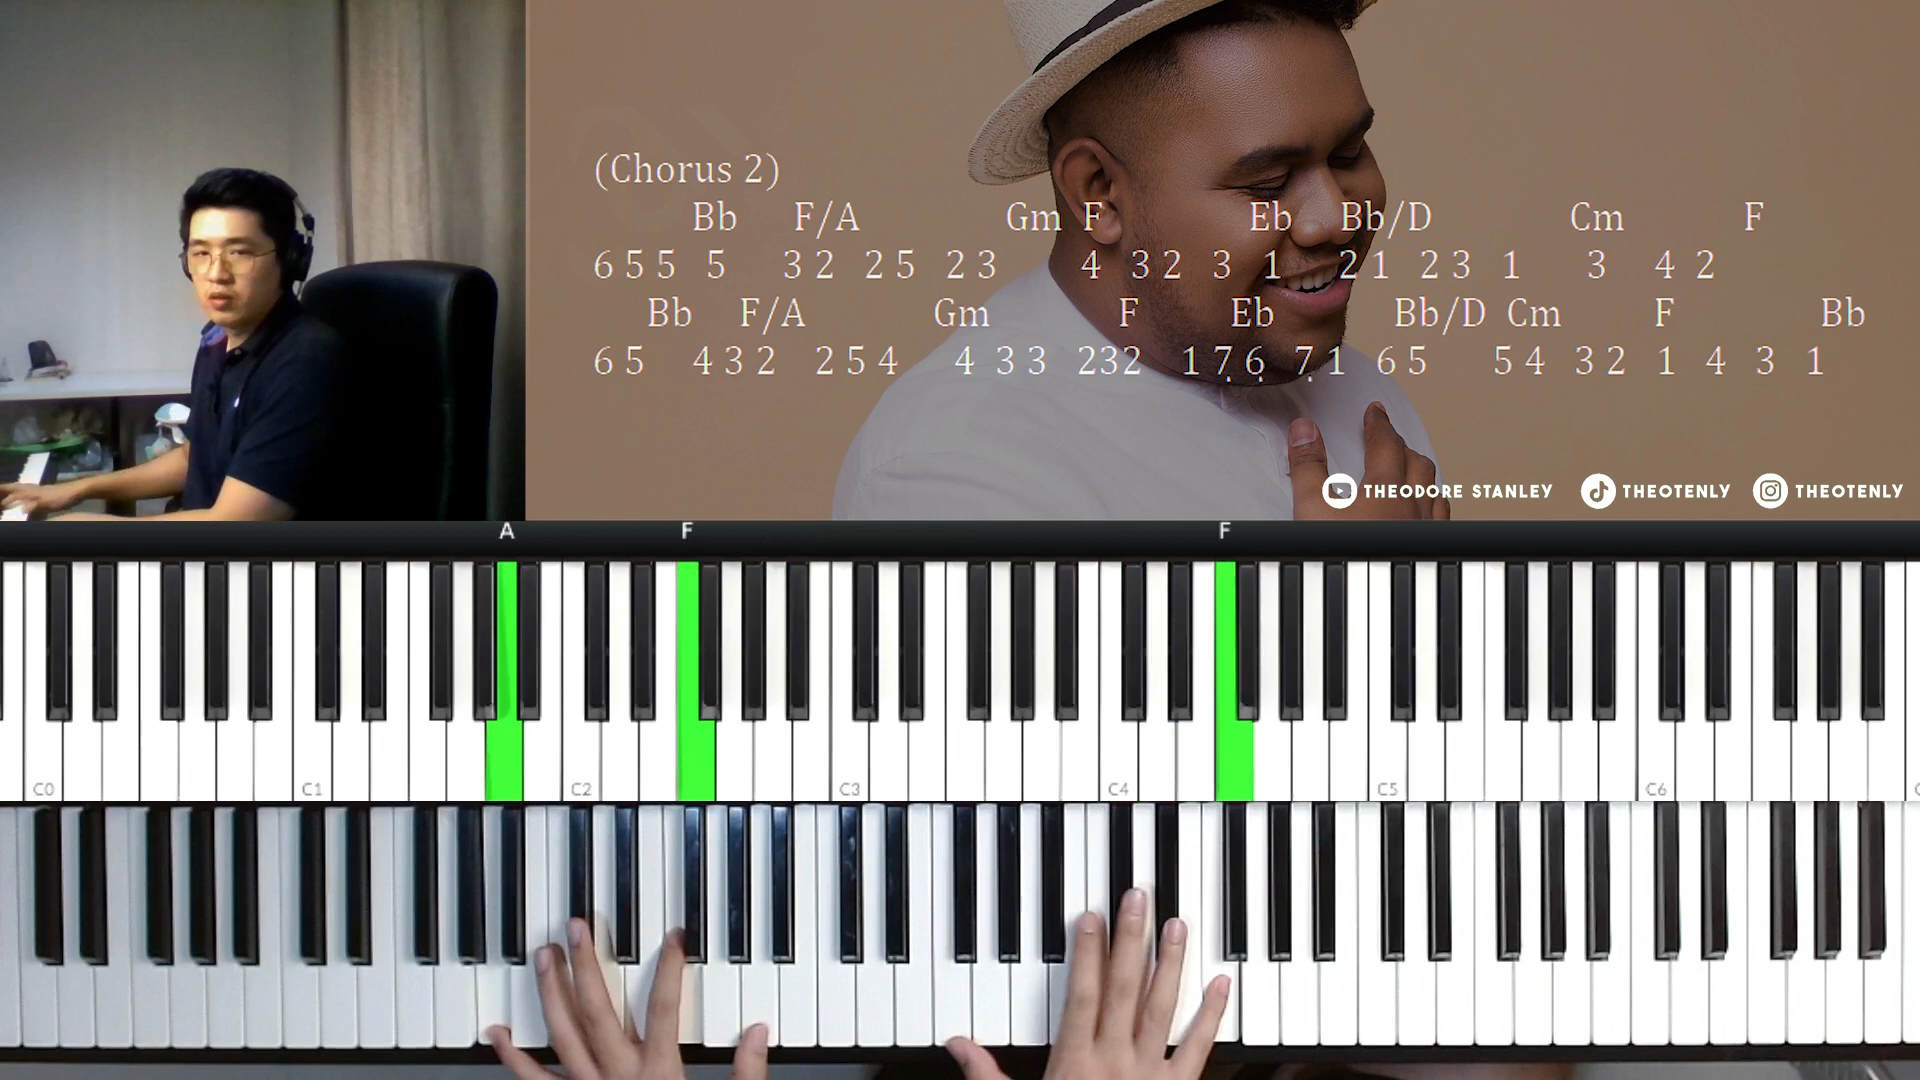 (Chorus 2)
Bb F/A Gm F Eb Bb/D Cm F
6 5 5 5 3 2 2 5 2 3 4 3 2 3 1 2 1 2 3 1 3 4 2
Bb F/A Gm F Eb Bb/D Cm F Bb
6 5 4 3 2 2 5 4 4 3 3 232 1 7̣ 6̣ 7̣ 1 6 5 5 4 3 2 1 4 3 1
THEODORE STANLEY THEOTENLY THEOTENLY
A F F
C0 C1 C2 C3 C4 C5 C6